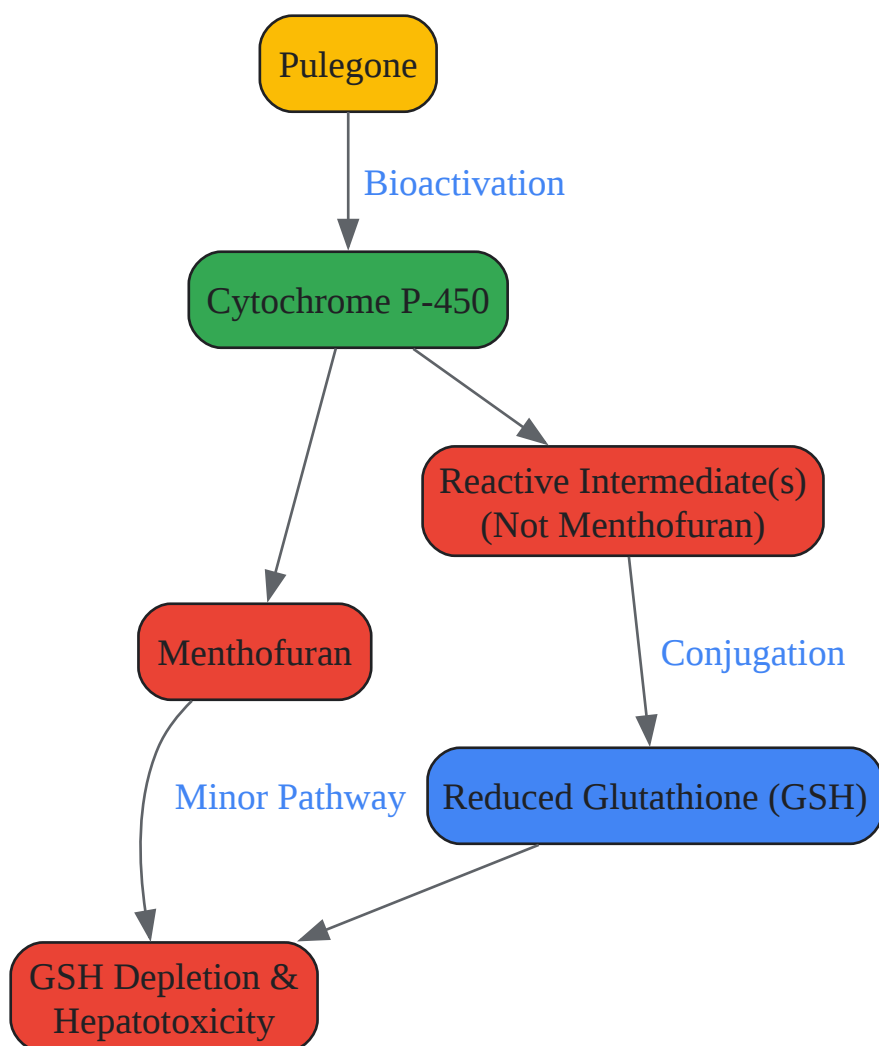 Pulegone
Bioactivation
Cytochrome P-450
Reactive Intermediate(s)
(Not Menthofuran)
Menthofuran
Conjugation
Minor Pathway
Reduced Glutathione (GSH)
GSH Depletion &
Hepatotoxicity